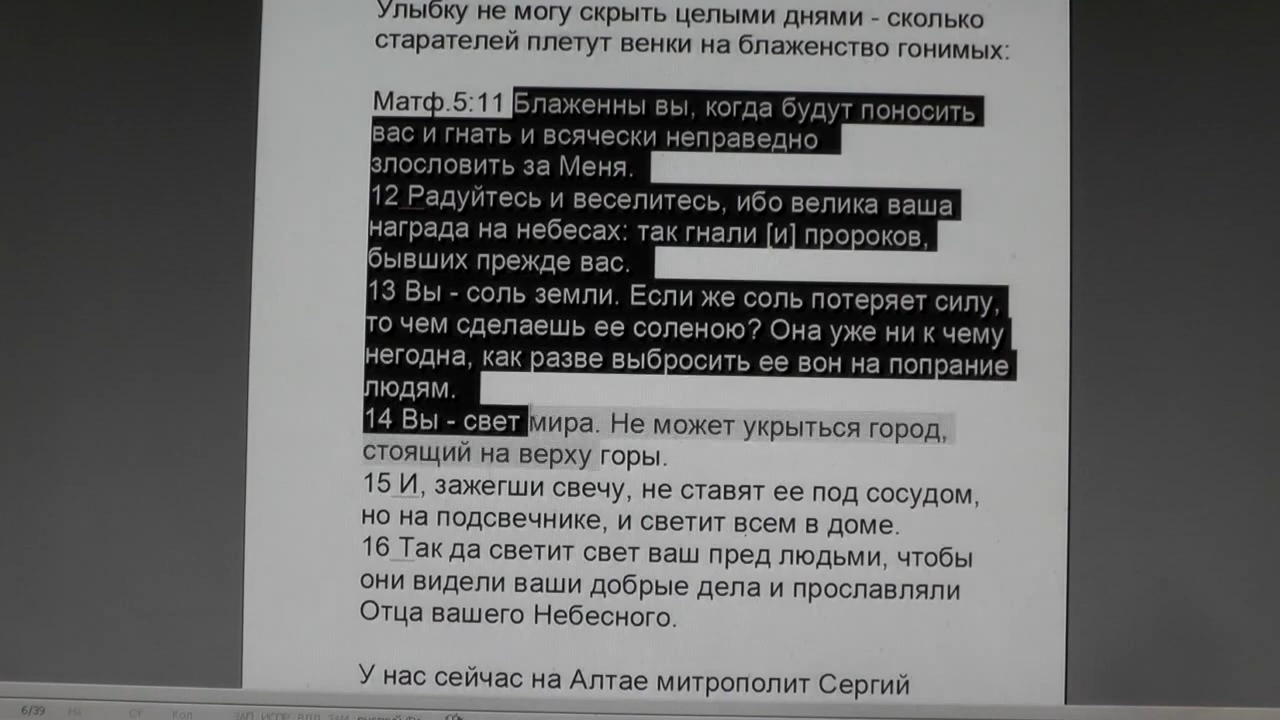 Улыбку не могу скрыть целыми днями - сколько
старателей плетут венки на блаженство гонимых:
Матф.5:11 Блаженны вы, когда будут поносить
вас и гнать и всячески неправедно
злословить за Меня.
12 Радуйтесь и веселитесь, ибо велика ваша
награда на небесах: так гнали [и] пророков,
бывших прежде вас.
13 Вы - соль земли. Если же соль потеряет силу,
то чем сделаешь ее соленою? Она уже ни к чему
негодна, как разве выбросить ее вон на попрание
людям.
14 Вы - свет мира. Не может укрыться город,
стоящий на верху горы.
15 И, зажегши свечу, не ставят ее под сосудом,
но на подсвечнике, и светит всем в доме.
16 Так да светит свет ваш пред людьми, чтобы
они видели ваши добрые дела и прославляли
Отца вашего Небесного.
У нас сейчас на Алтае митрополит Сергий
6/39